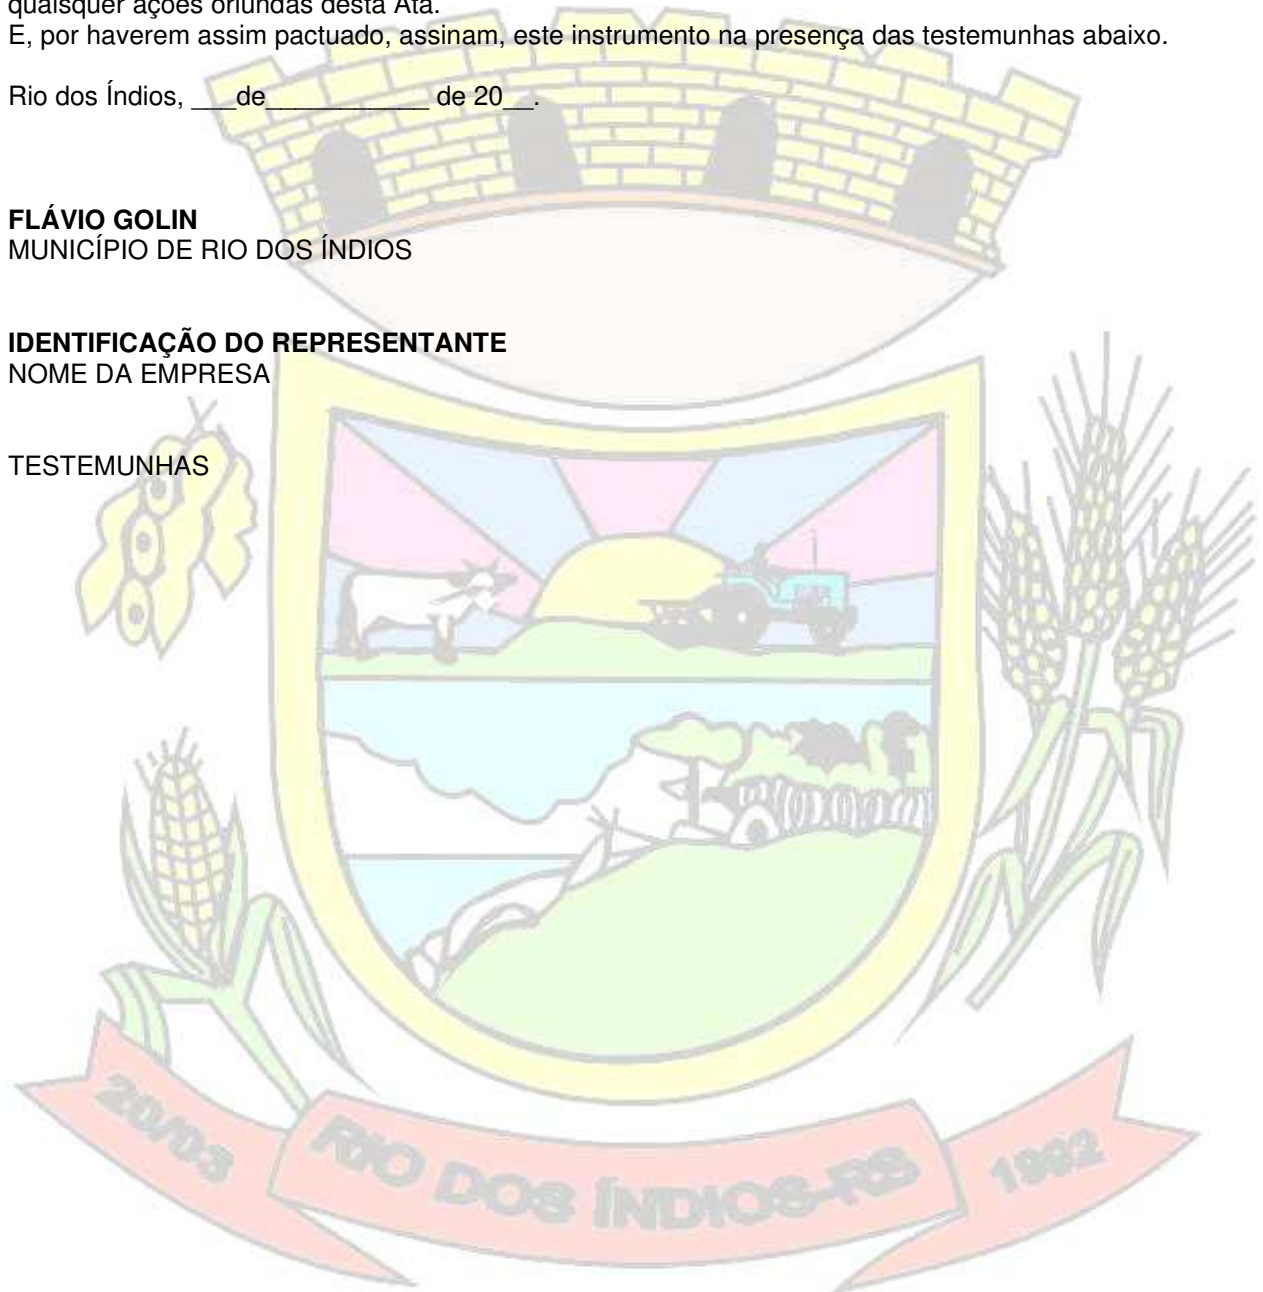 quaisquer ações oriundas desta Ata.
E, por haverem assim pactuado, assinam, este instrumento na presença das testemunhas abaixo.
Rio dos Índios, ___de___________ de 20__.
FLÁVIO GOLIN
MUNICÍPIO DE RIO DOS ÍNDIOS
IDENTIFICAÇÃO DO REPRESENTANTE
NOME DA EMPRESA
TESTEMUNHAS
20/03
RIO DOS ÍNDIOS-RS
1992